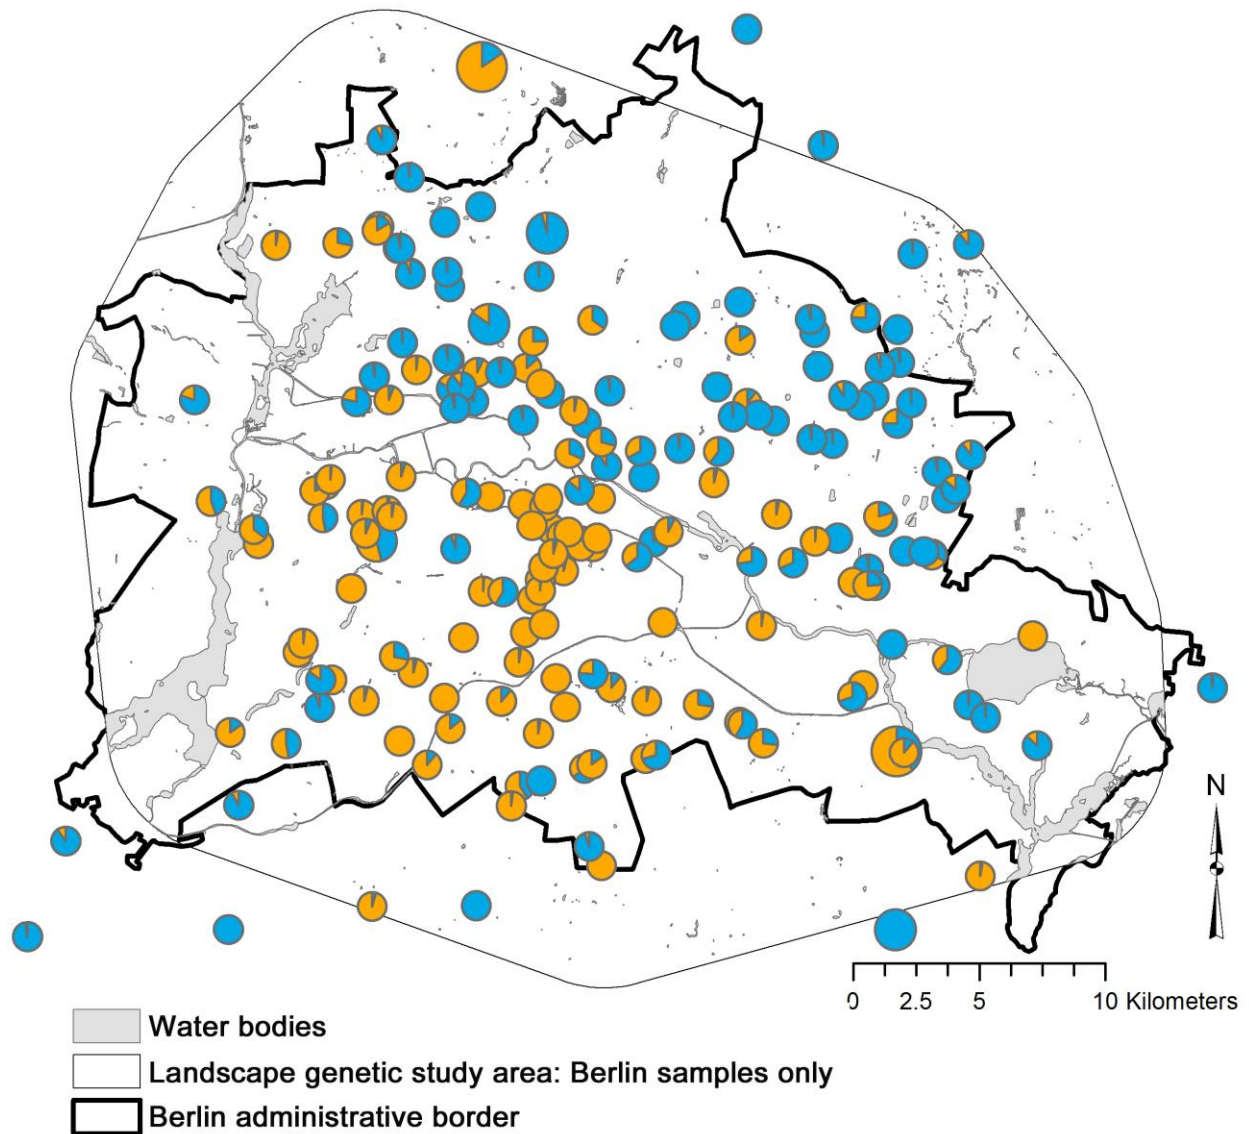 N
0 2.5 5 10 Kilometers
Water bodies
Landscape genetic study area: Berlin samples only
Berlin administrative border